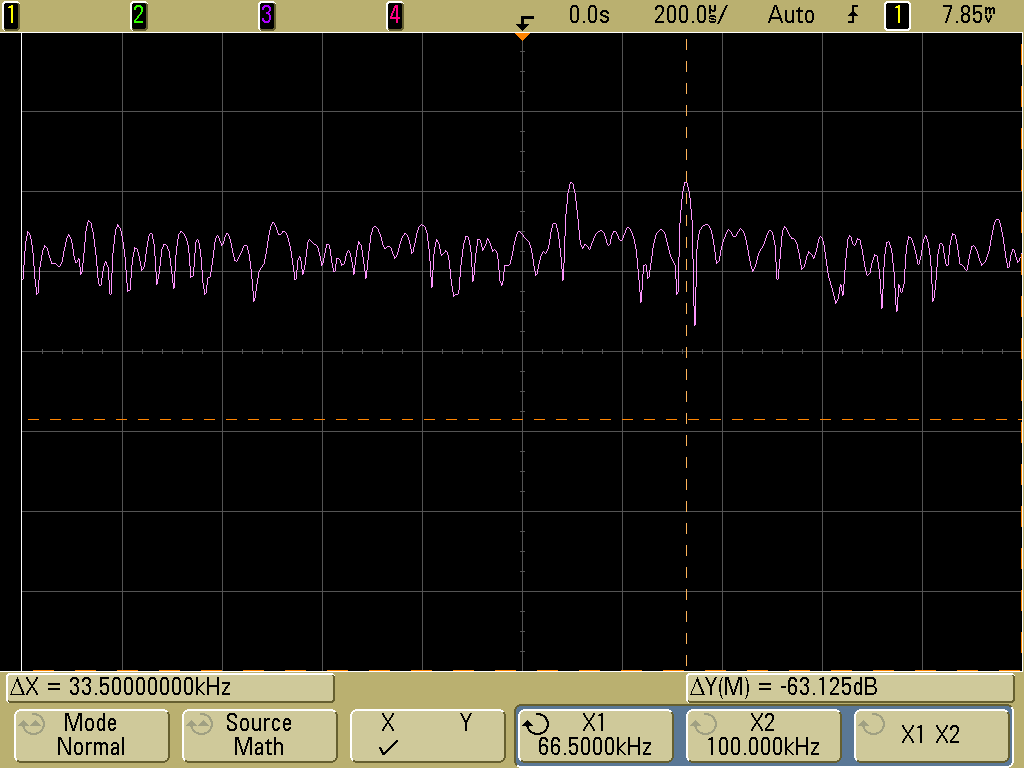 1 2 3 4 0.0s 200.0㎲/ Auto 1 7.85mV
ΔX = 33.50000000kHz ΔY(M) = -63.125dB
Mode Source X Y X1 X2 X1 X2
Normal Math ✓ 66.5000kHz 100.000kHz